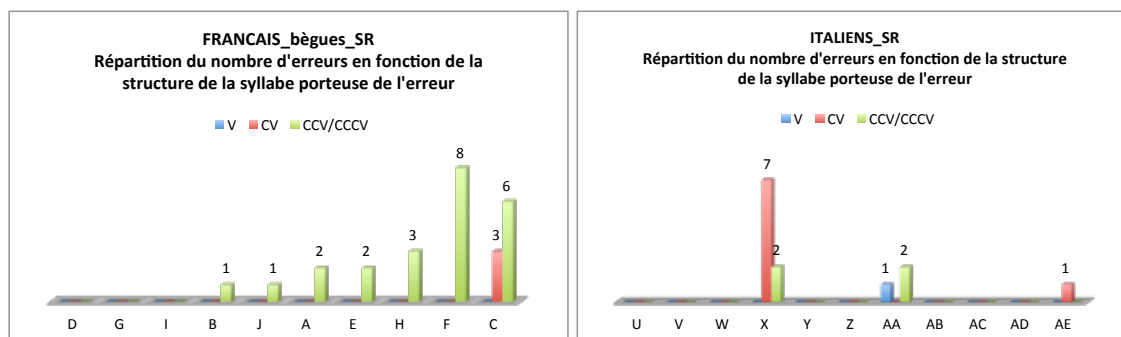 FRANCAIS_bègues_SR
Répartition du nombre d'erreurs en fonction de la
structure de la syllabe porteuse de l'erreur
V CV CCV/CCCV
8
6
3 3
2 2
1 1
D G I B J A E H F C
ITALIENS_SR
Répartition du nombre d'erreurs en fonction de la structure
de la syllabe porteuse de l'erreur
V CV CCV/CCCV
7
2 2
1 1
U V W X Y Z AA AB AC AD AE